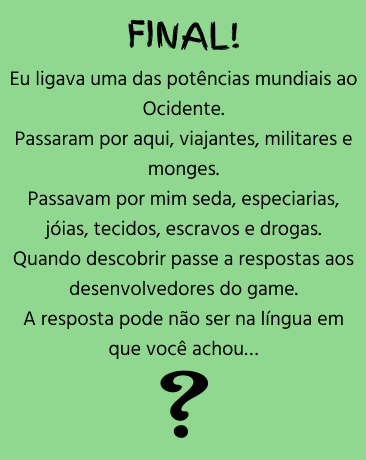 FINAL!
Eu ligava uma das potências mundiais ao
Ocidente.
Passaram por aqui, viajantes, militares e
monges.
Passavam por mim seda, especiarias,
jóias, tecidos, escravos e drogas.
Quando descobrir passe a respostas aos
desenvolvedores do game.
A resposta pode não ser na língua em
que você achou...
?